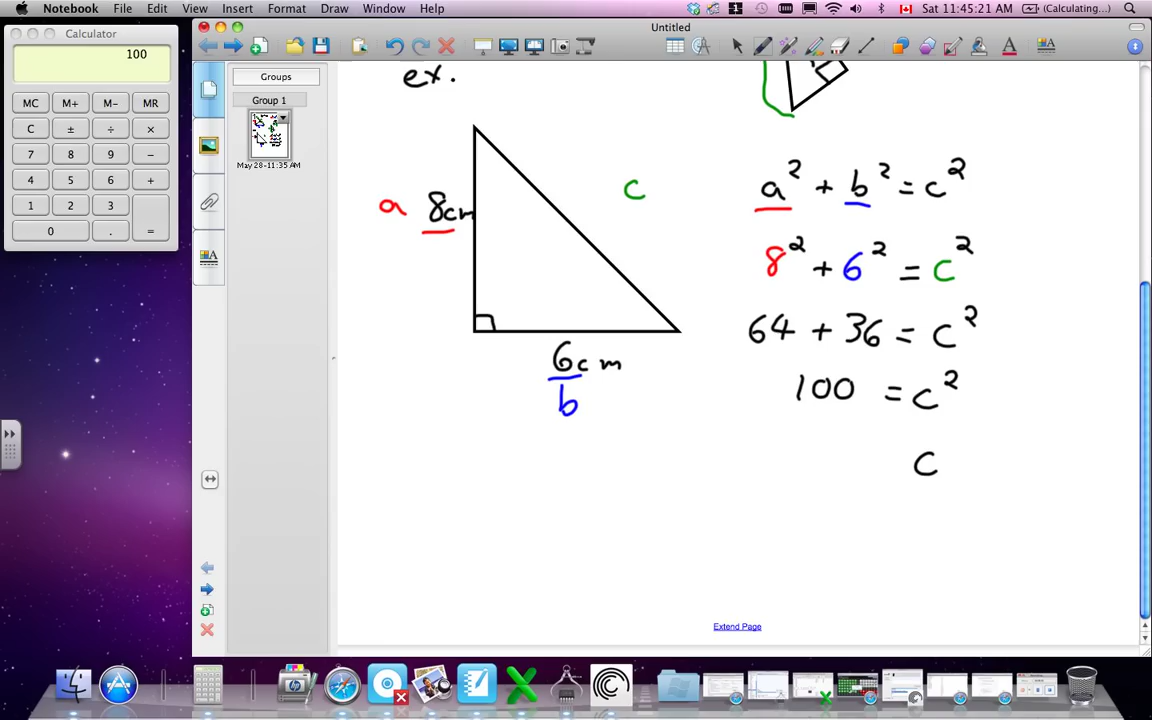 Notebook File Edit View Insert Format Tools Draw Window Help 1 Sat 11:45:21 AM (Calculating...)
Calculator
100
MC M+ M− MR
C ± ÷ ×
7 8 9 −
4 5 6 +
1 2 3
0 . =
Untitled
Groups
Group 1
May 28-11:35 AM
ex.
a 8cm
c
6cm
b
a² + b² = c²
8² + 6² = c²
64 + 36 = c²
100 = c²
c
Extend Page